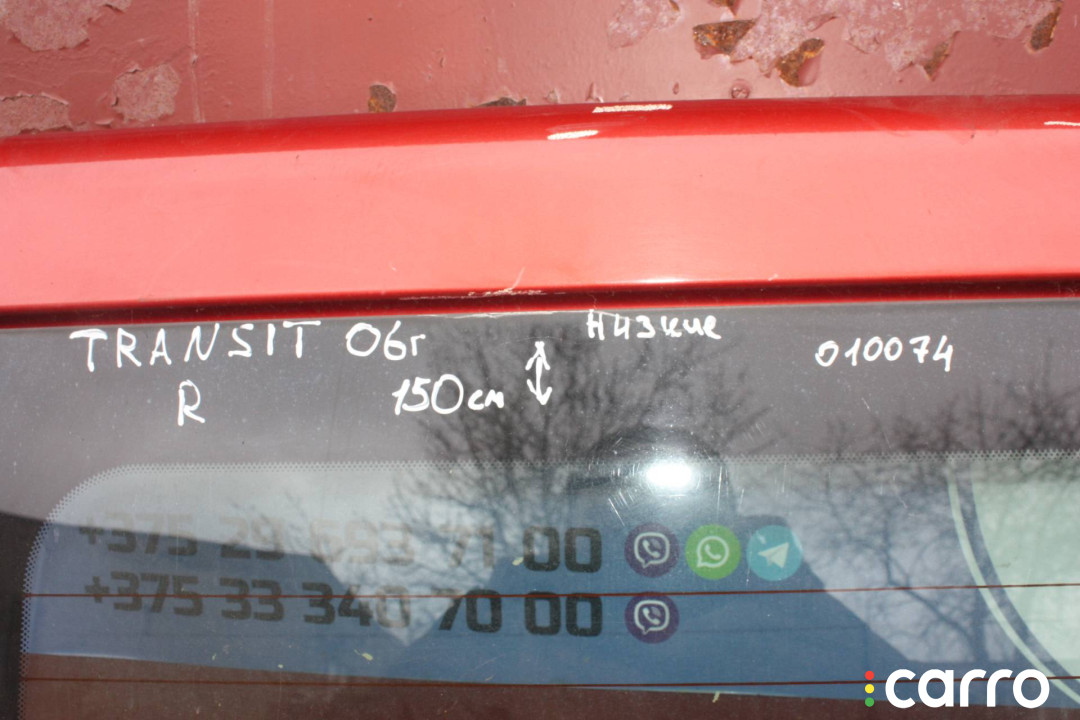 TRANSIT 06г
Низкие
010074
R
150см
+375 29 693 71 00
+375 33 340 70 00
carro